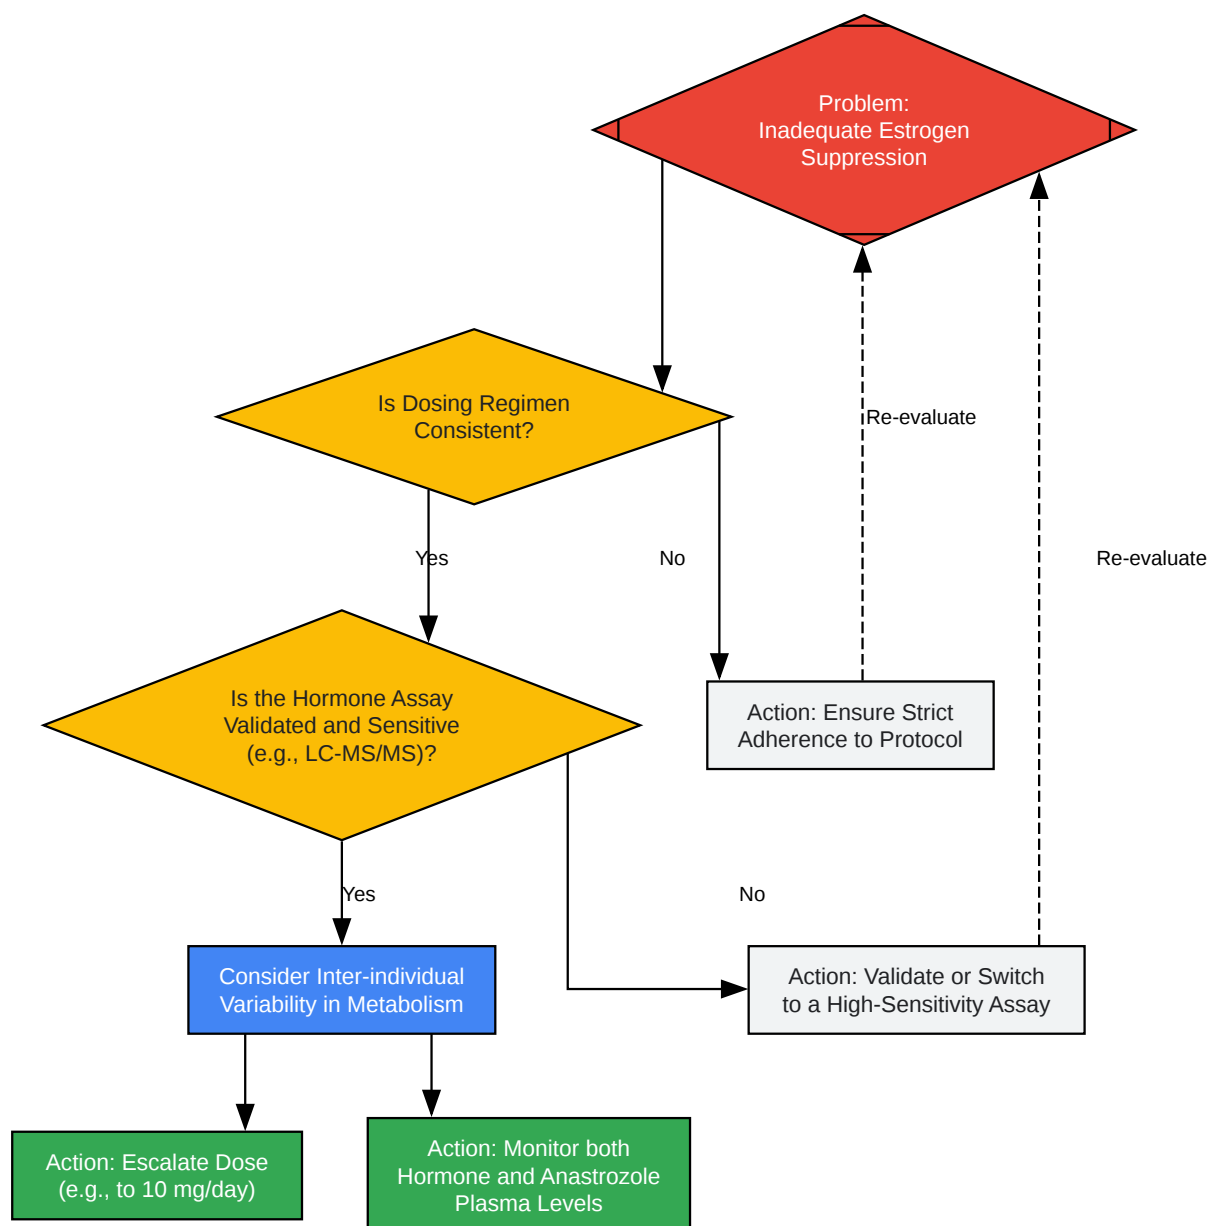 Problem:
Inadequate Estrogen
Suppression
Is Dosing Regimen
Consistent?
Re-evaluate
Yes
No
Re-evaluate
Is the Hormone Assay
Validated and Sensitive
(e.g., LC-MS/MS)?
Action: Ensure Strict
Adherence to Protocol
Yes
No
Consider Inter-individual
Variability in Metabolism
Action: Validate or Switch
to a High-Sensitivity Assay
Action: Escalate Dose
(e.g., to 10 mg/day)
Action: Monitor both
Hormone and Anastrozole
Plasma Levels